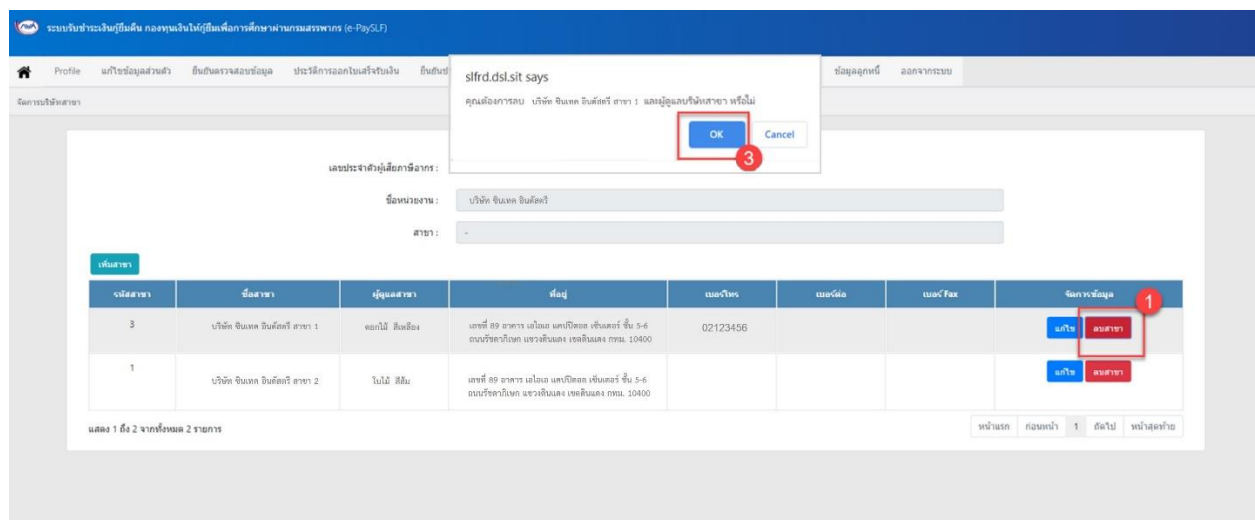 ระบบรับชำระเงินกู้ยืมคืน กองทุนเงินให้กู้ยืมเพื่อการศึกษาผ่านกรมสรรพากร (e-PaySLF)
Profile แก้ไขข้อมูลส่วนตัว ยืนยันตรวจสอบข้อมูล ประวัติการออกใบเสร็จรับเงิน ข้อมูลลูกหนี้ ออกจากระบบ
จัดการบริษัทสาขา
slfrd.dsl.sit says
คุณต้องการลบ บริษัท ซินเทค อินดัสตรี สาขา 1 และผู้ดูแลบริษัทสาขา หรือไม่
OK Cancel
3
เลขประจำตัวผู้เสียภาษีอากร :
ชื่อหน่วยงาน : บริษัท ซินเทค อินดัสตรี
สาขา : -
เพิ่มสาขา
รหัสสาขา ชื่อสาขา ผู้ดูแลสาขา ที่อยู่ เบอร์โทร เบอร์ต่อ เบอร์ Fax จัดการข้อมูล
1
3 บริษัท ซินเทค อินดัสตรี สาขา 1 ดอกไม้ สีเหลือง เลขที่ 89 อาคาร เอไอเอ แคปปิตอล เซ็นเตอร์ ชั้น 5-6 02123456 แก้ไข ลบสาขา
ถนนรัชดาภิเษก แขวงดินแดง เขตดินแดง กทม. 10400
1 บริษัท ซินเทค อินดัสตรี สาขา 2 ใบไม้ สีส้ม เลขที่ 89 อาคาร เอไอเอ แคปปิตอล เซ็นเตอร์ ชั้น 5-6 แก้ไข ลบสาขา
ถนนรัชดาภิเษก แขวงดินแดง เขตดินแดง กทม. 10400
แสดง 1 ถึง 2 จากทั้งหมด 2 รายการ
หน้าแรก ก่อนหน้า 1 ถัดไป หน้าสุดท้าย